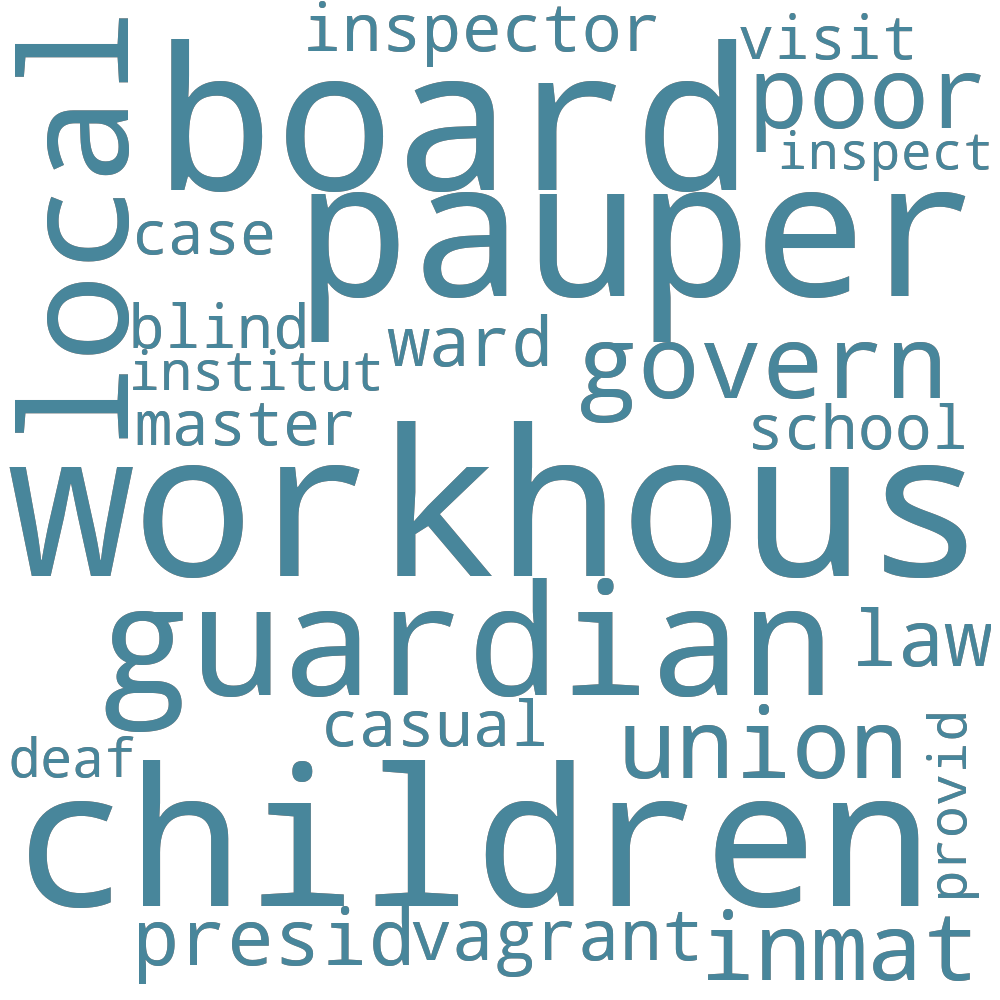 inspector
visit
board
poor
local
inspect
pauper
case
blind
ward
govern
institut
master
school
workhous
guardian
law
casual
union
deaf
provid
children
presid
vagrant
inmat